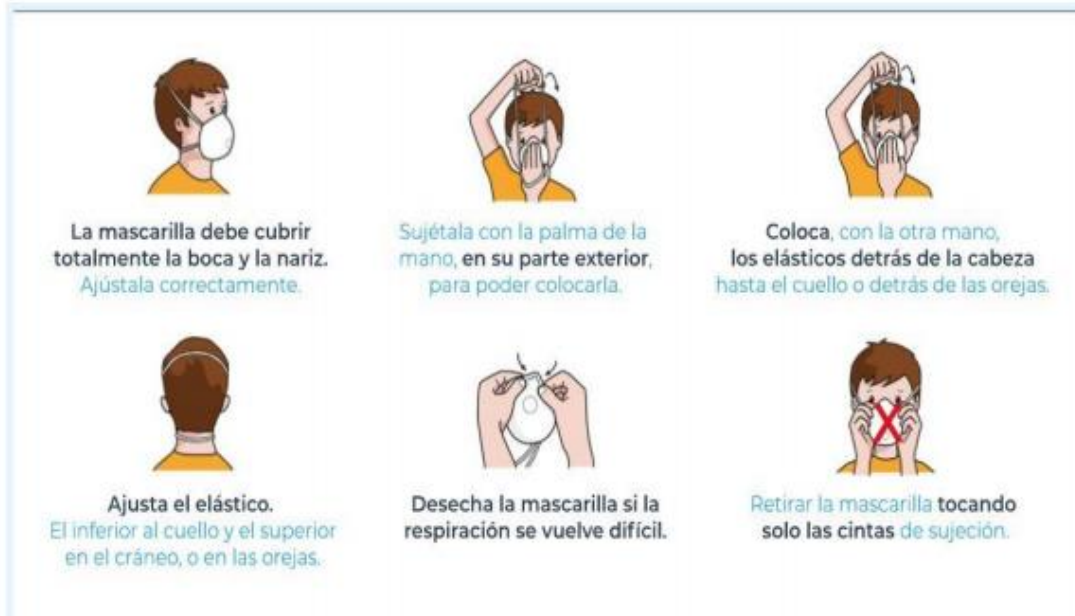 La mascarilla debe cubrir
totalmente la boca y la nariz.
Ajústala correctamente.
Sujétala con la palma de la
mano, en su parte exterior,
para poder colocarla.
Coloca, con la otra mano,
los elásticos detrás de la cabeza
hasta el cuello o detrás de las orejas.
Ajusta el elástico.
El inferior al cuello y el superior
en el cráneo, o en las orejas.
Desecha la mascarilla si la
respiración se vuelve difícil.
Retirar la mascarilla tocando
solo las cintas de sujeción.